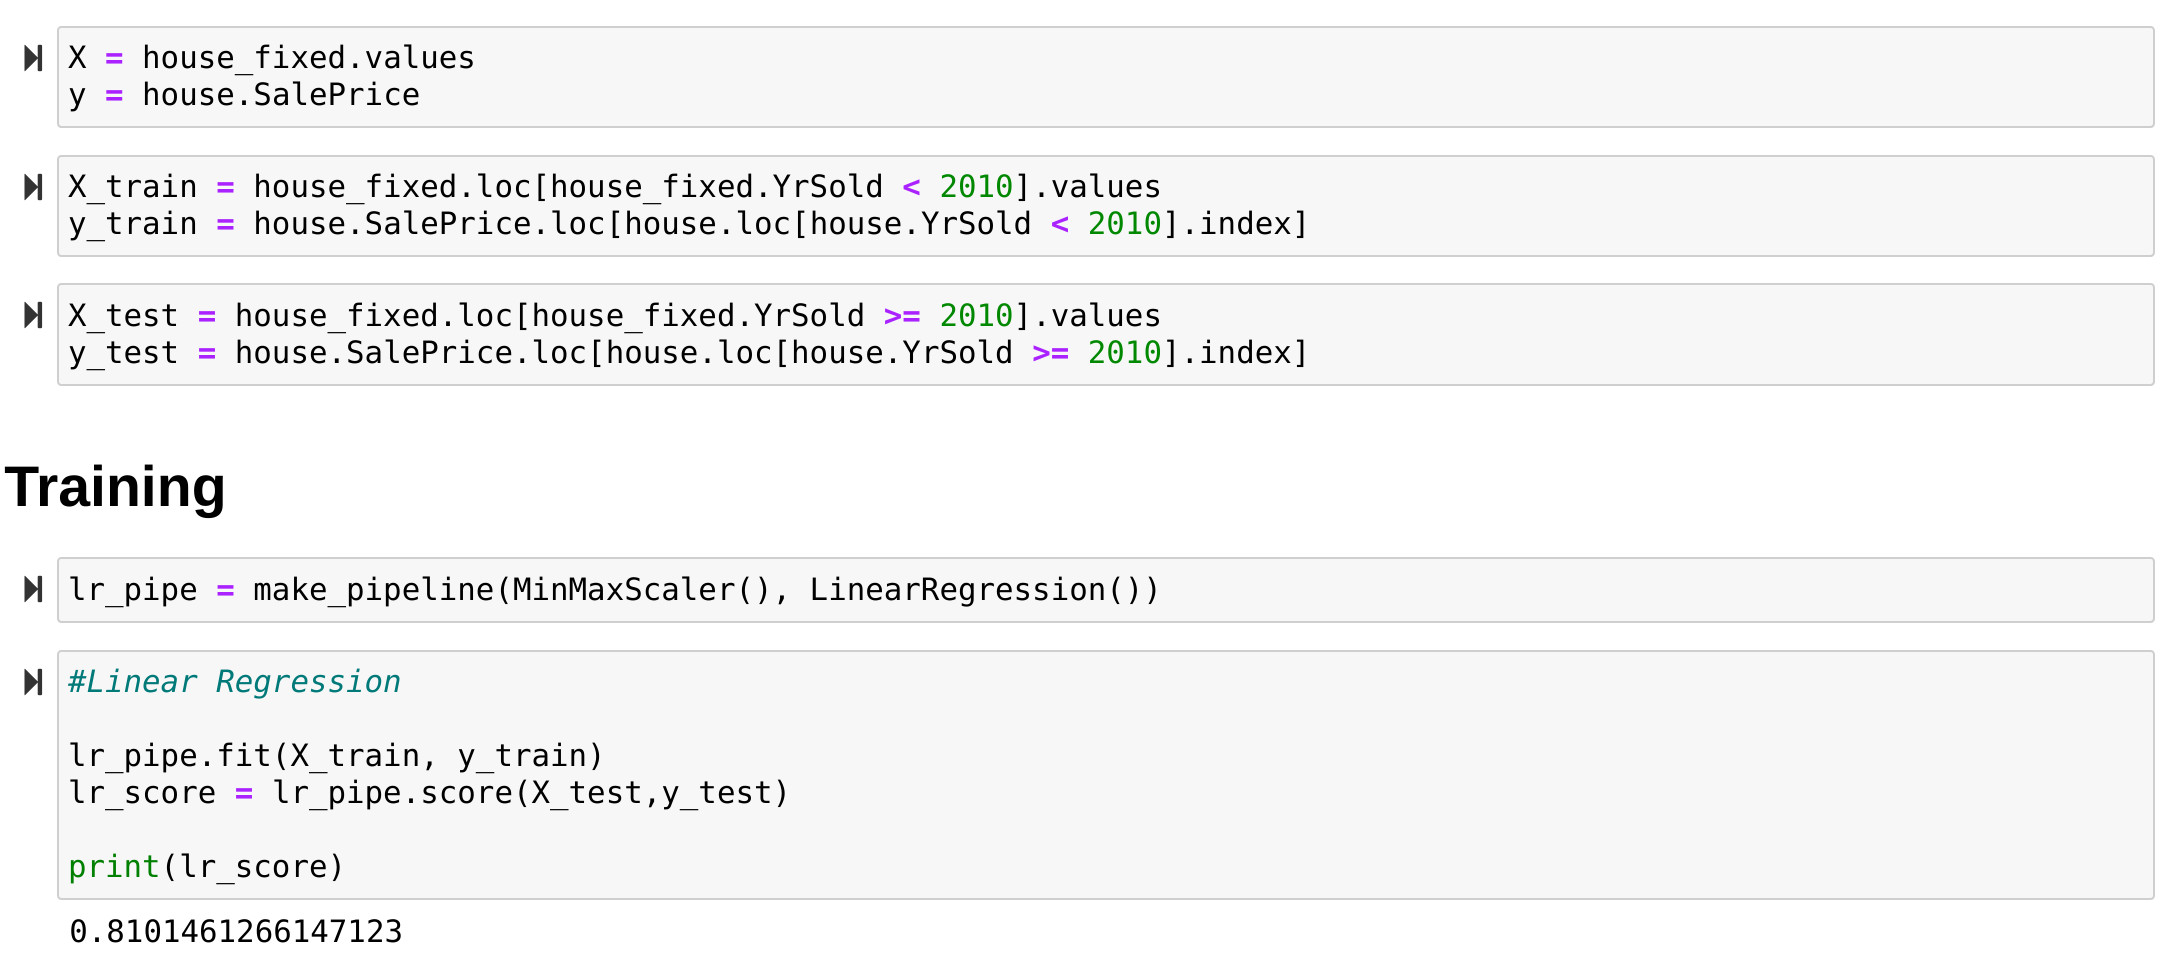 X = house_fixed.values
y = house.SalePrice
X_train = house_fixed.loc[house_fixed.YrSold < 2010].values
y_train = house.SalePrice.loc[house.loc[house.YrSold < 2010].index]
X_test = house_fixed.loc[house_fixed.YrSold >= 2010].values
y_test = house.SalePrice.loc[house.loc[house.YrSold >= 2010].index]
Training
lr_pipe = make_pipeline(MinMaxScaler(), LinearRegression())
#Linear Regression
lr_pipe.fit(X_train, y_train)
lr_score = lr_pipe.score(X_test,y_test)
print(lr_score)
0.8101461266147123